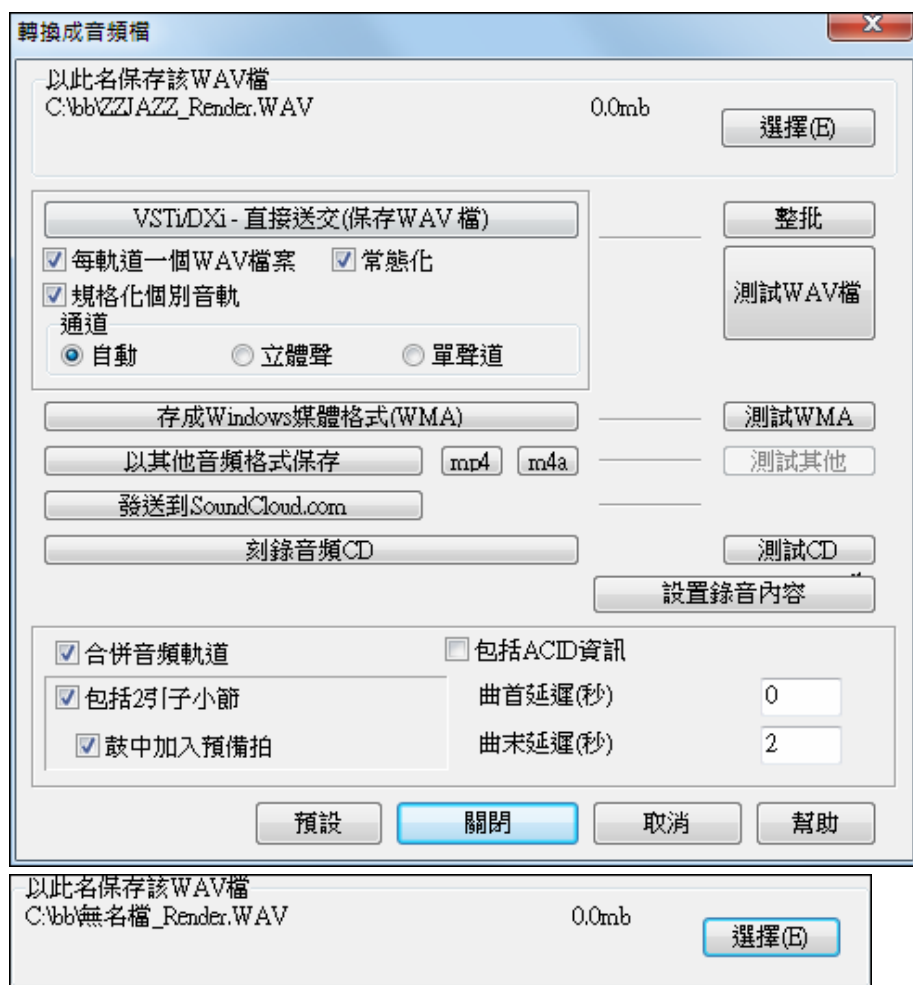 轉換成音頻檔
以此名保存該WAV檔
C:\bb\ZZJAZZ_Render.WAV 0.0mb 選擇(E)
VSTi/DXi - 直接送交(保存WAV 檔) 整批
每軌道一個WAV檔案 常態化
測試WAV檔
規格化個別音軌
通道
自動 立體聲 單聲道
存成Windows媒體格式(WMA) 測試WMA
以其他音頻格式保存 mp4 m4a 測試其他
發送到SoundCloud.com
刻錄音頻CD 測試CD
設置錄音內容
合併音頻軌道 包括ACID資訊
包括2引子小節 曲首延遲(秒) 0
鼓中加入預備拍 曲末延遲(秒) 2
預設 關閉 取消 幫助
以此名保存該WAV檔
C:\bb\無名檔_Render.WAV 0.0mb 選擇(E)